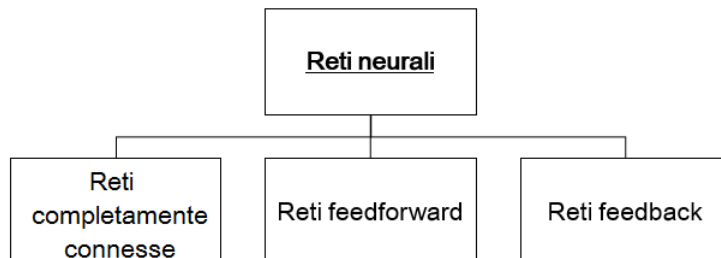 Reti neurali
Reti
completamente
connesse
Reti feedforward
Reti feedback